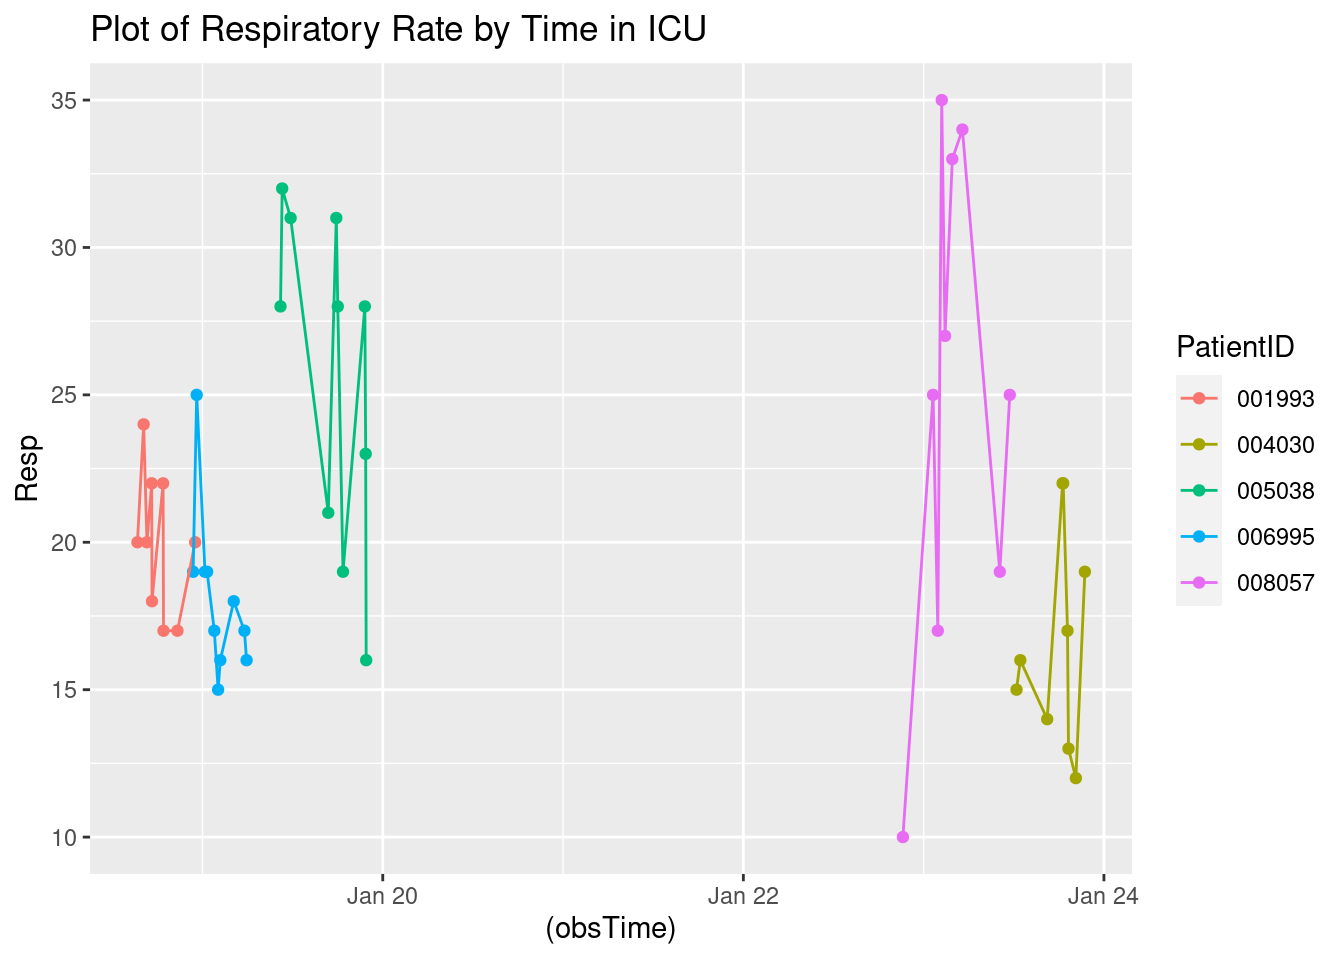 Plot of Respiratory Rate by Time in ICU
35
30
25
20
15
10
Resp
Jan 20
Jan 22
Jan 24
(obsTime)
PatientID
001993
004030
005038
006995
008057